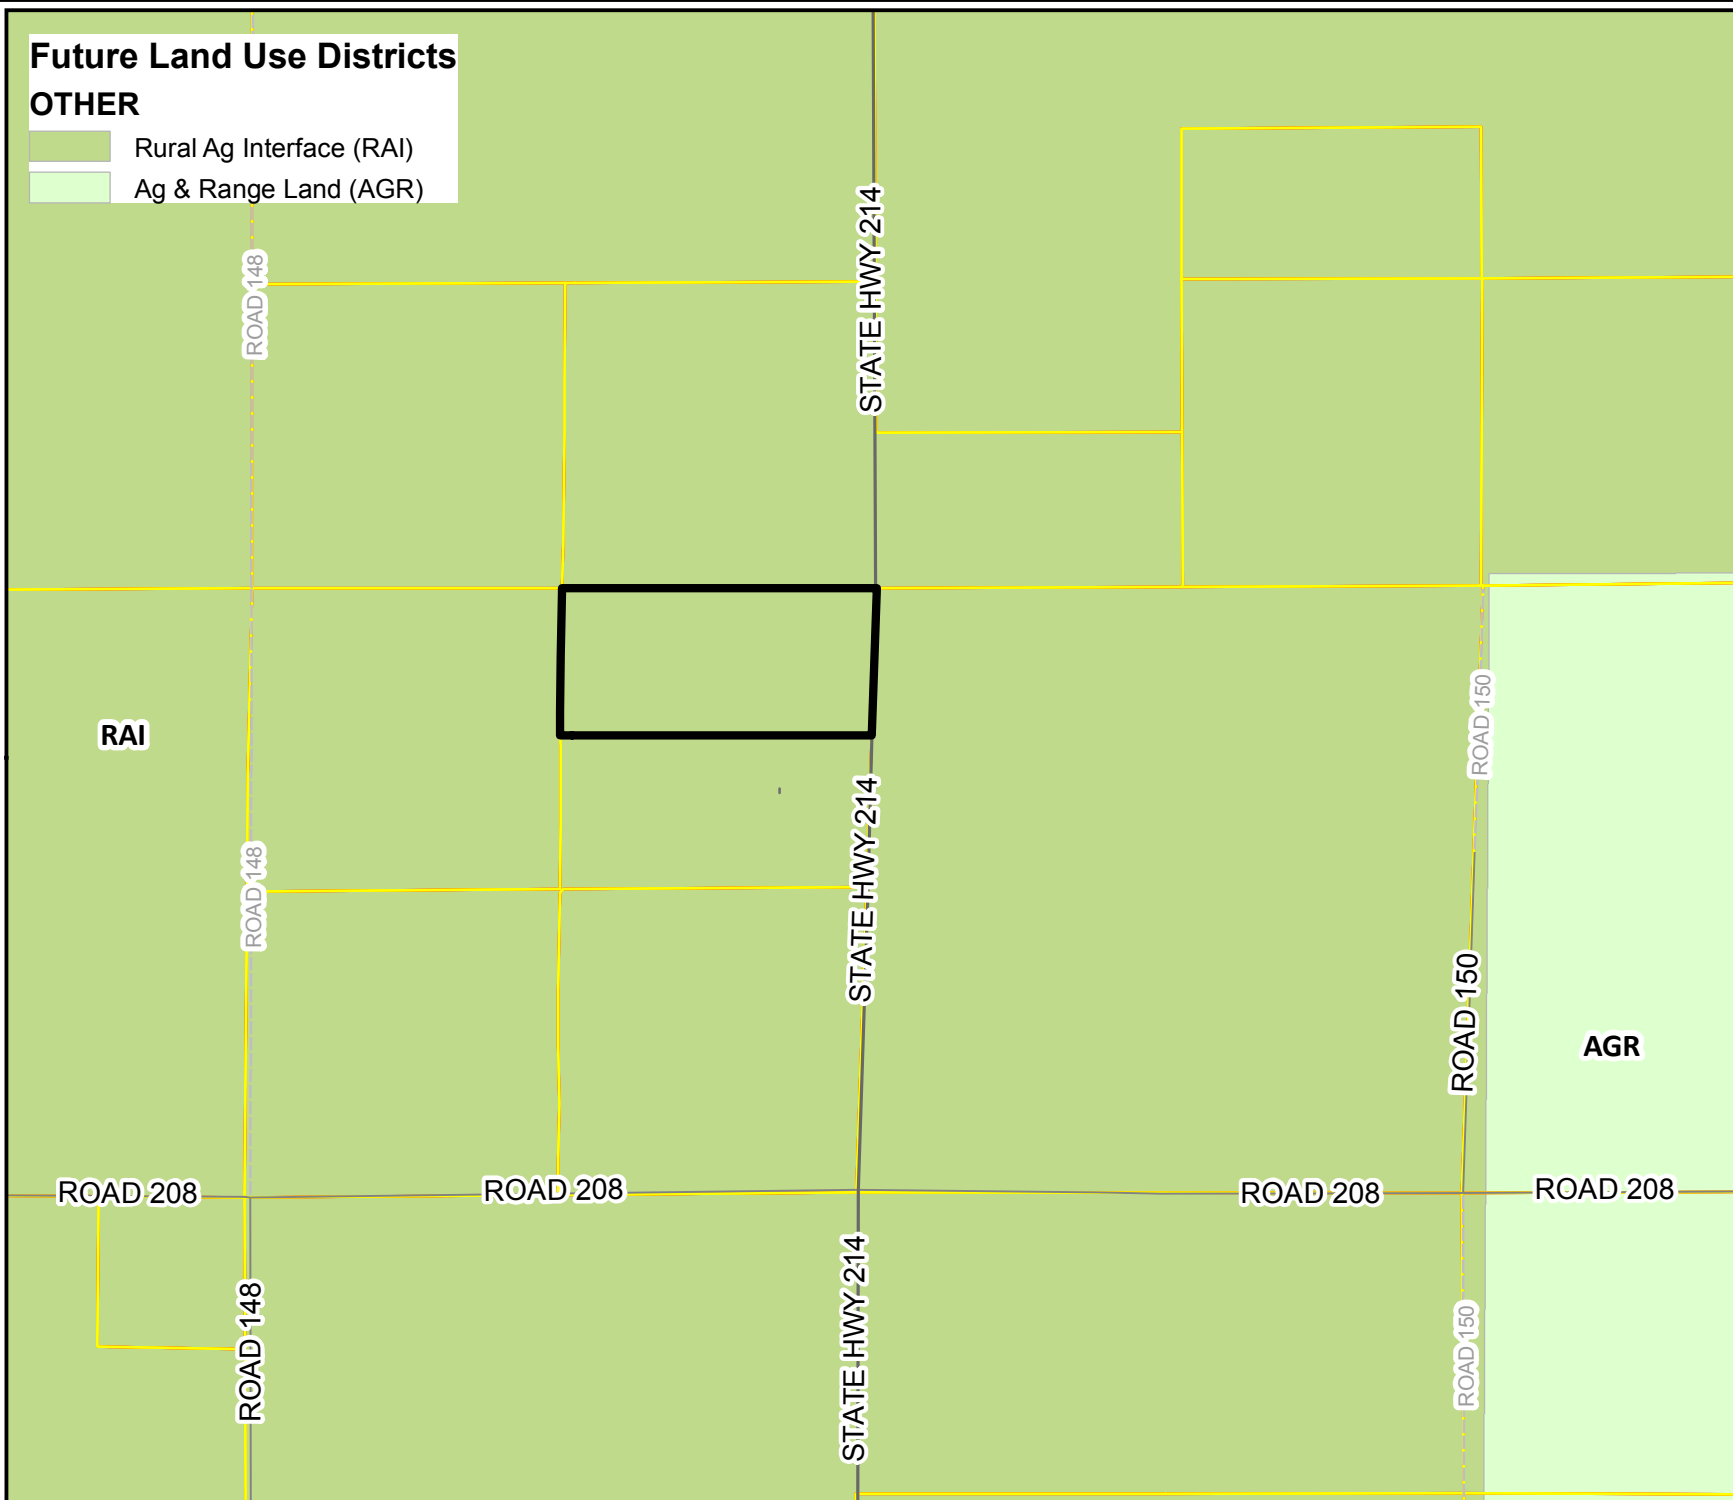 Future Land Use Districts
OTHER
Rural Ag Interface (RAI)
Ag & Range Land (AGR)
STATE HWY 214
ROAD 148
ROAD 150
RAI
STATE HWY 214
ROAD 148
ROAD 150
AGR
ROAD 208
ROAD 208
ROAD 208
ROAD 208
ROAD 148
STATE HWY 214
ROAD 150